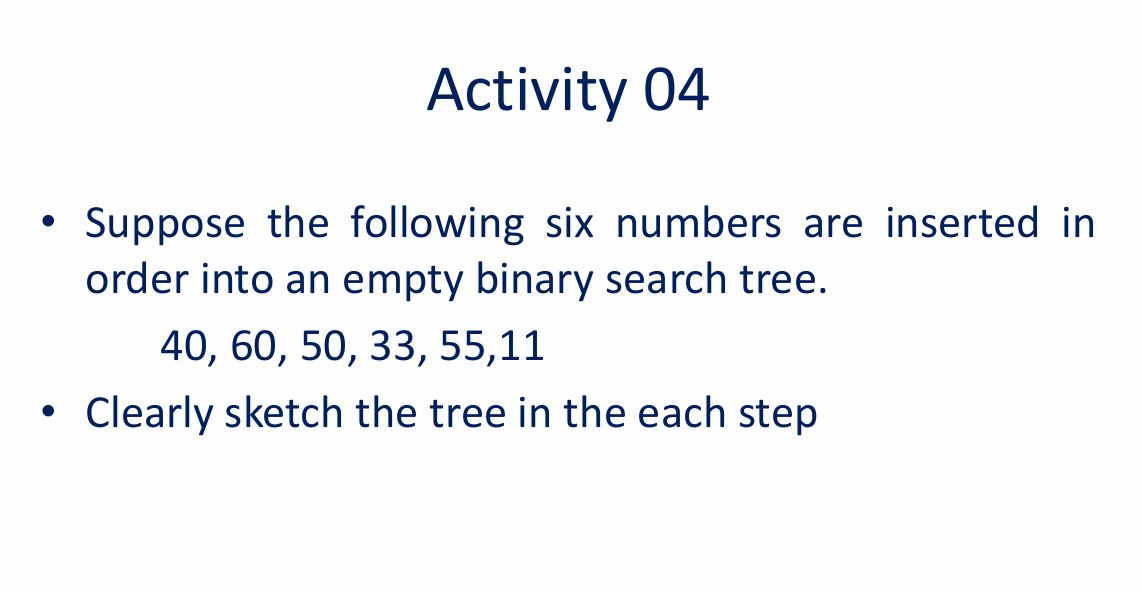 Activity 04
• Suppose the following six numbers are inserted in
order into an empty binary search tree.
40, 60, 50, 33, 55,11
• Clearly sketch the tree in the each step